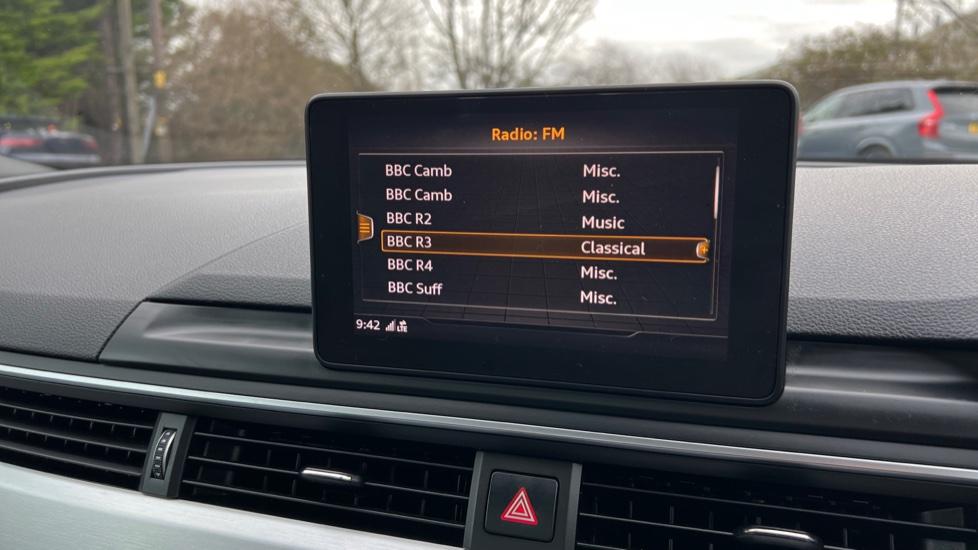 Radio: FM
BBC Camb Misc.
BBC Camb Misc.
BBC R2 Music
BBC R3 Classical
BBC R4 Misc.
BBC Suff Misc.
9:42 LTE